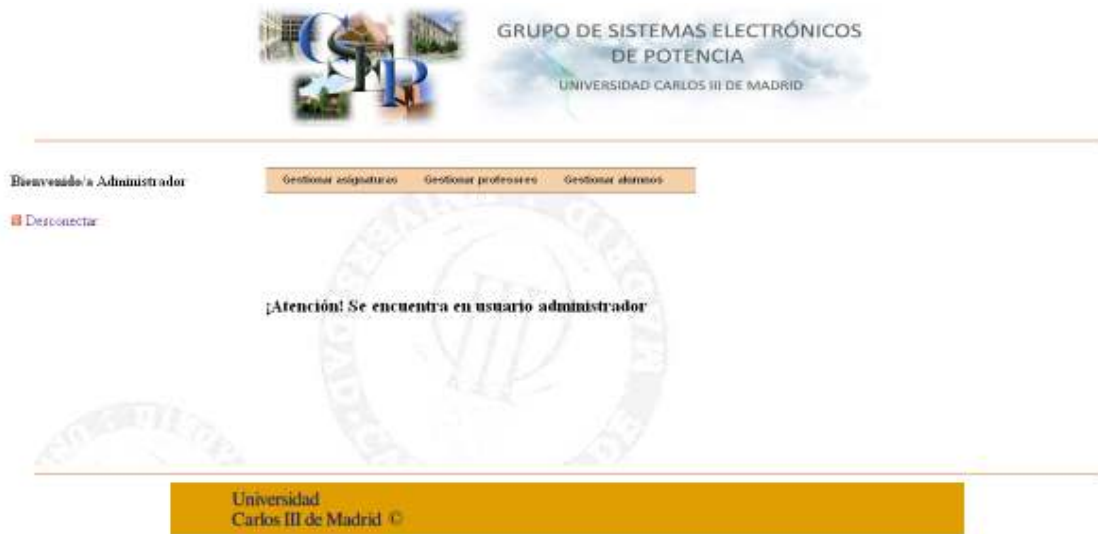 GSEP
GRUPO DE SISTEMAS ELECTRÓNICOS
DE POTENCIA
UNIVERSIDAD CARLOS III DE MADRID
Bienvenido/a Administrador
Gestionar asignaturas Gestionar profesores Gestionar alumnos
Desconectar
¡Atención! Se encuentra en usuario administrador
Universidad
Carlos III de Madrid ©